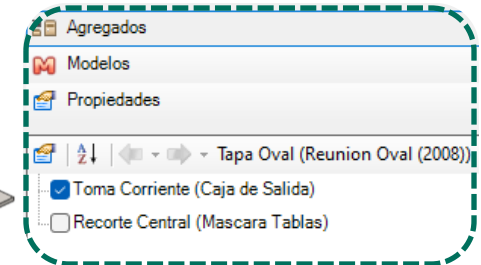 Agregados
Modelos
Propiedades
Tapa Oval (Reunion Oval (2008))
Toma Corriente (Caja de Salida)
Recorte Central (Mascara Tablas)